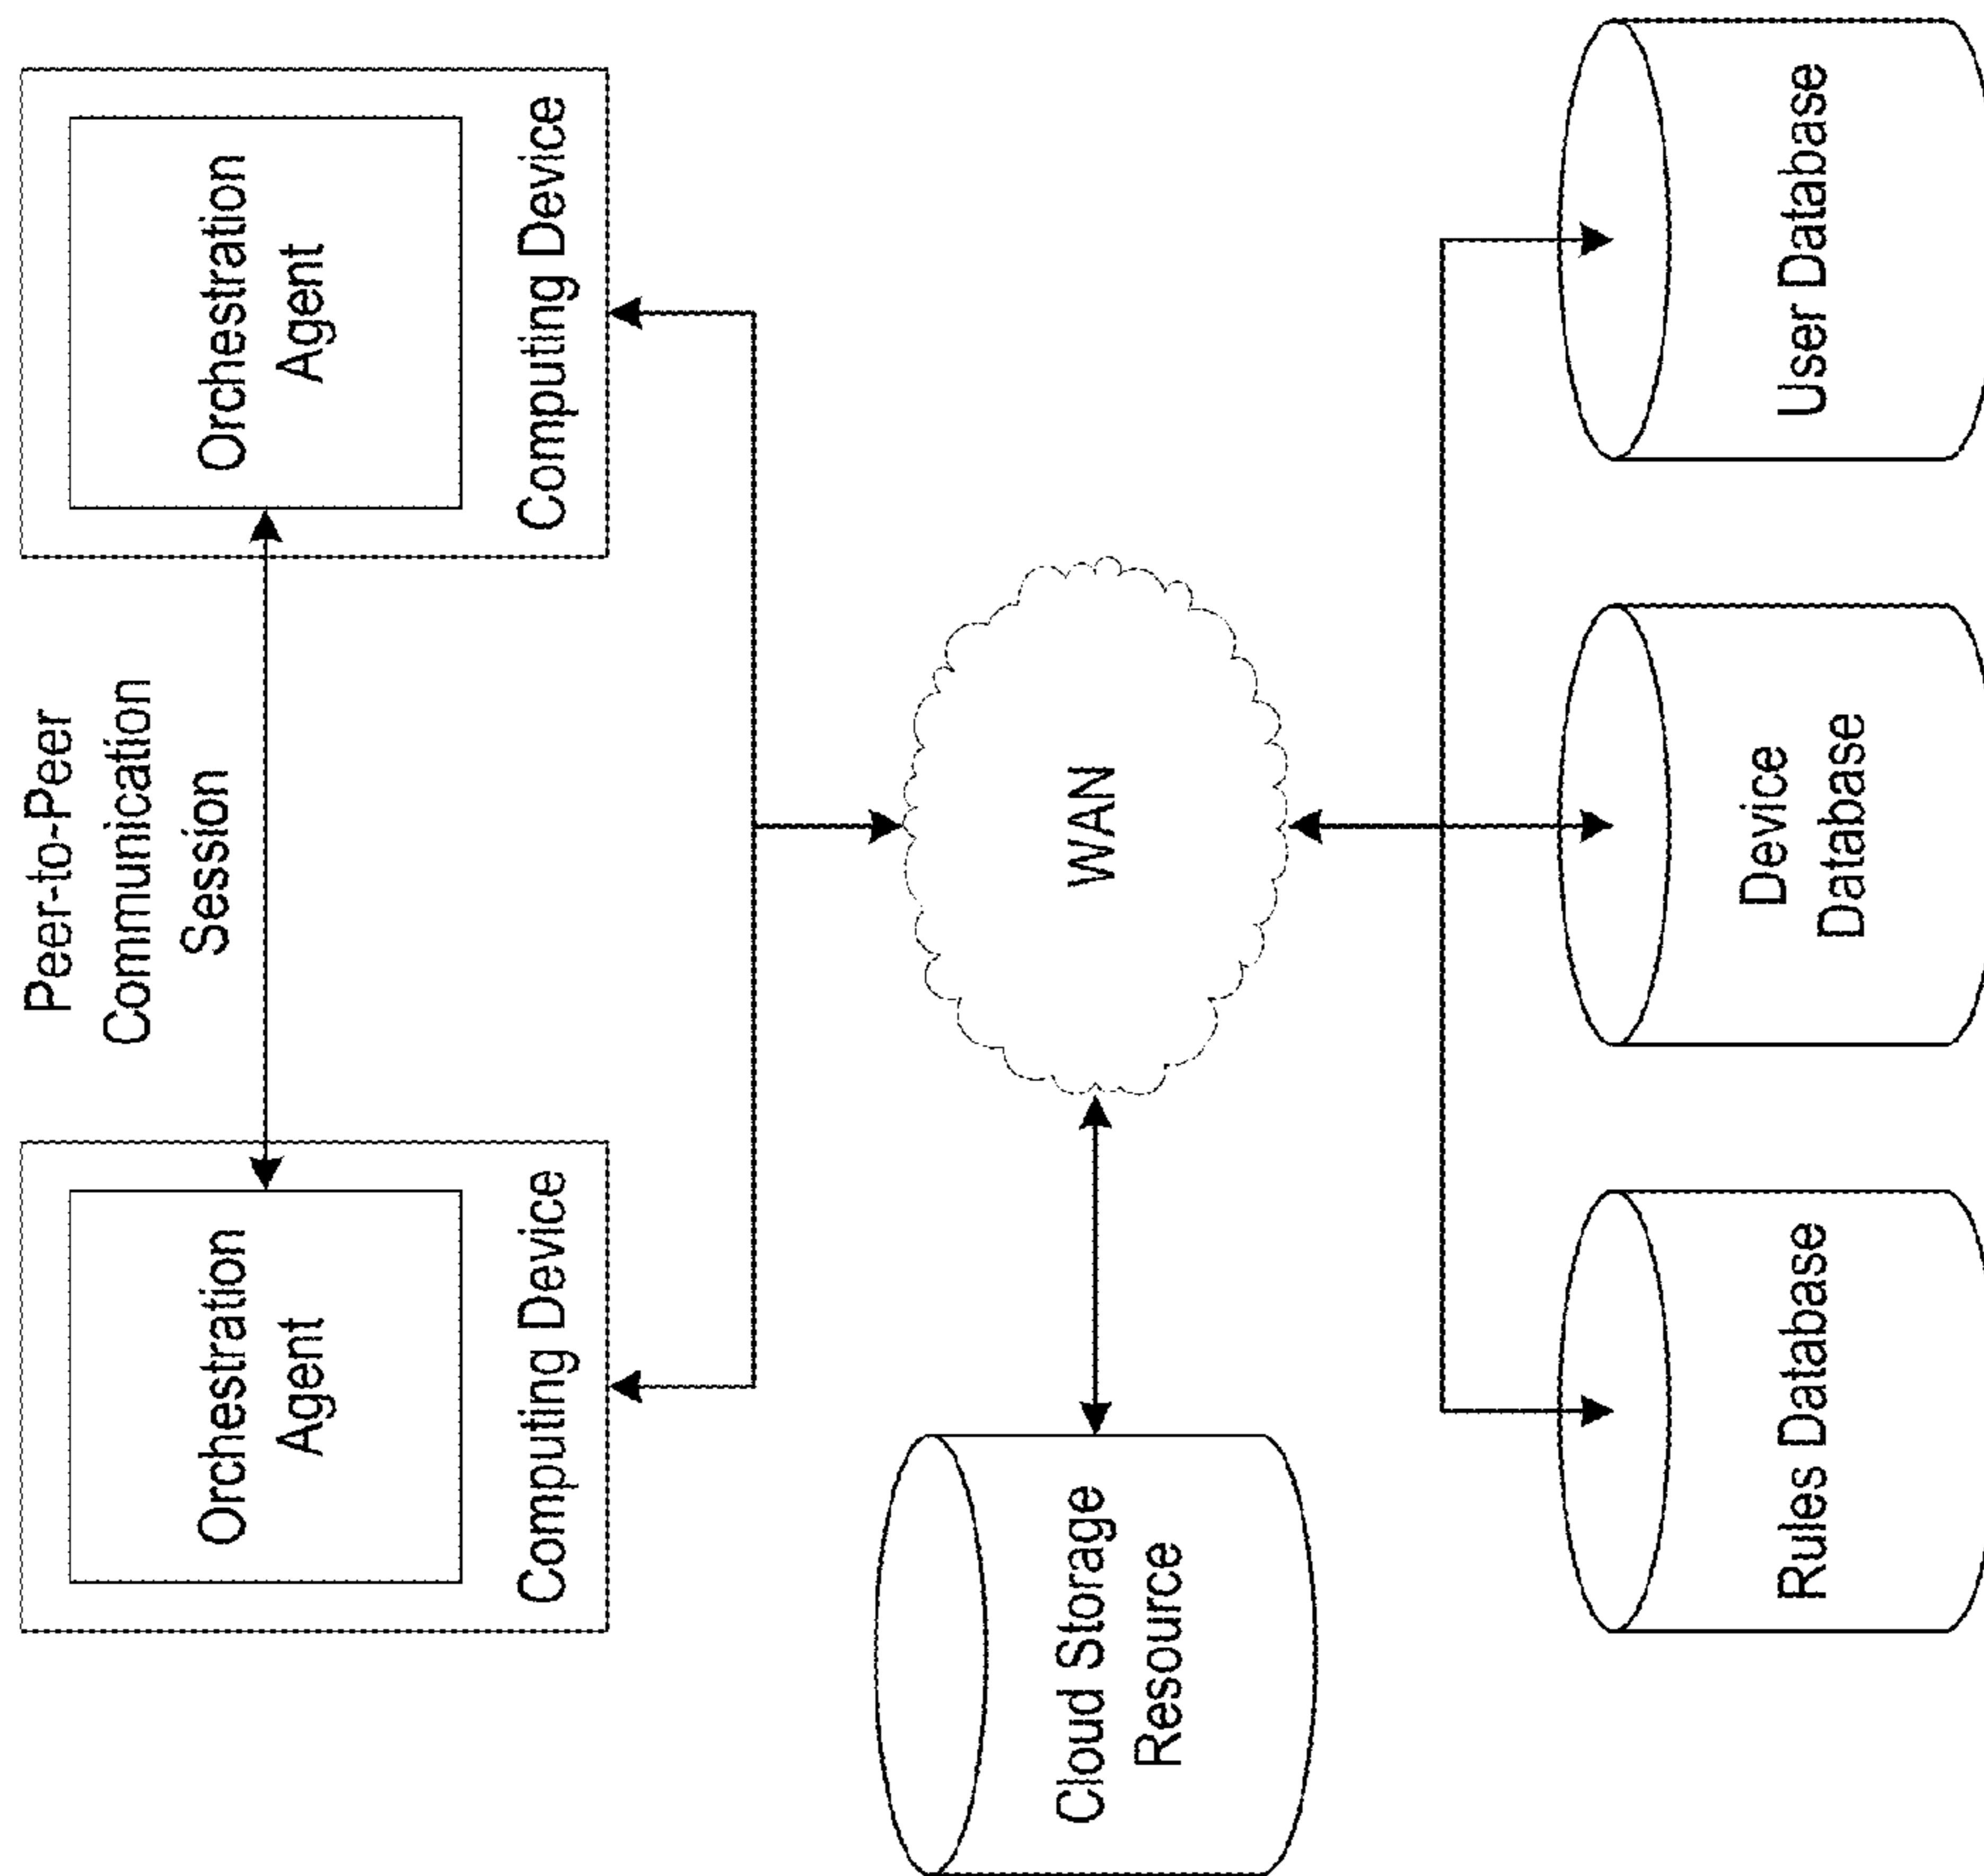 Peer-to-Peer
Communication
Session
Orchestration
Agent
Computing Device
Orchestration
Agent
Computing Device
WAN
Cloud Storage
Resource
Rules Database
Device
Database
User Database